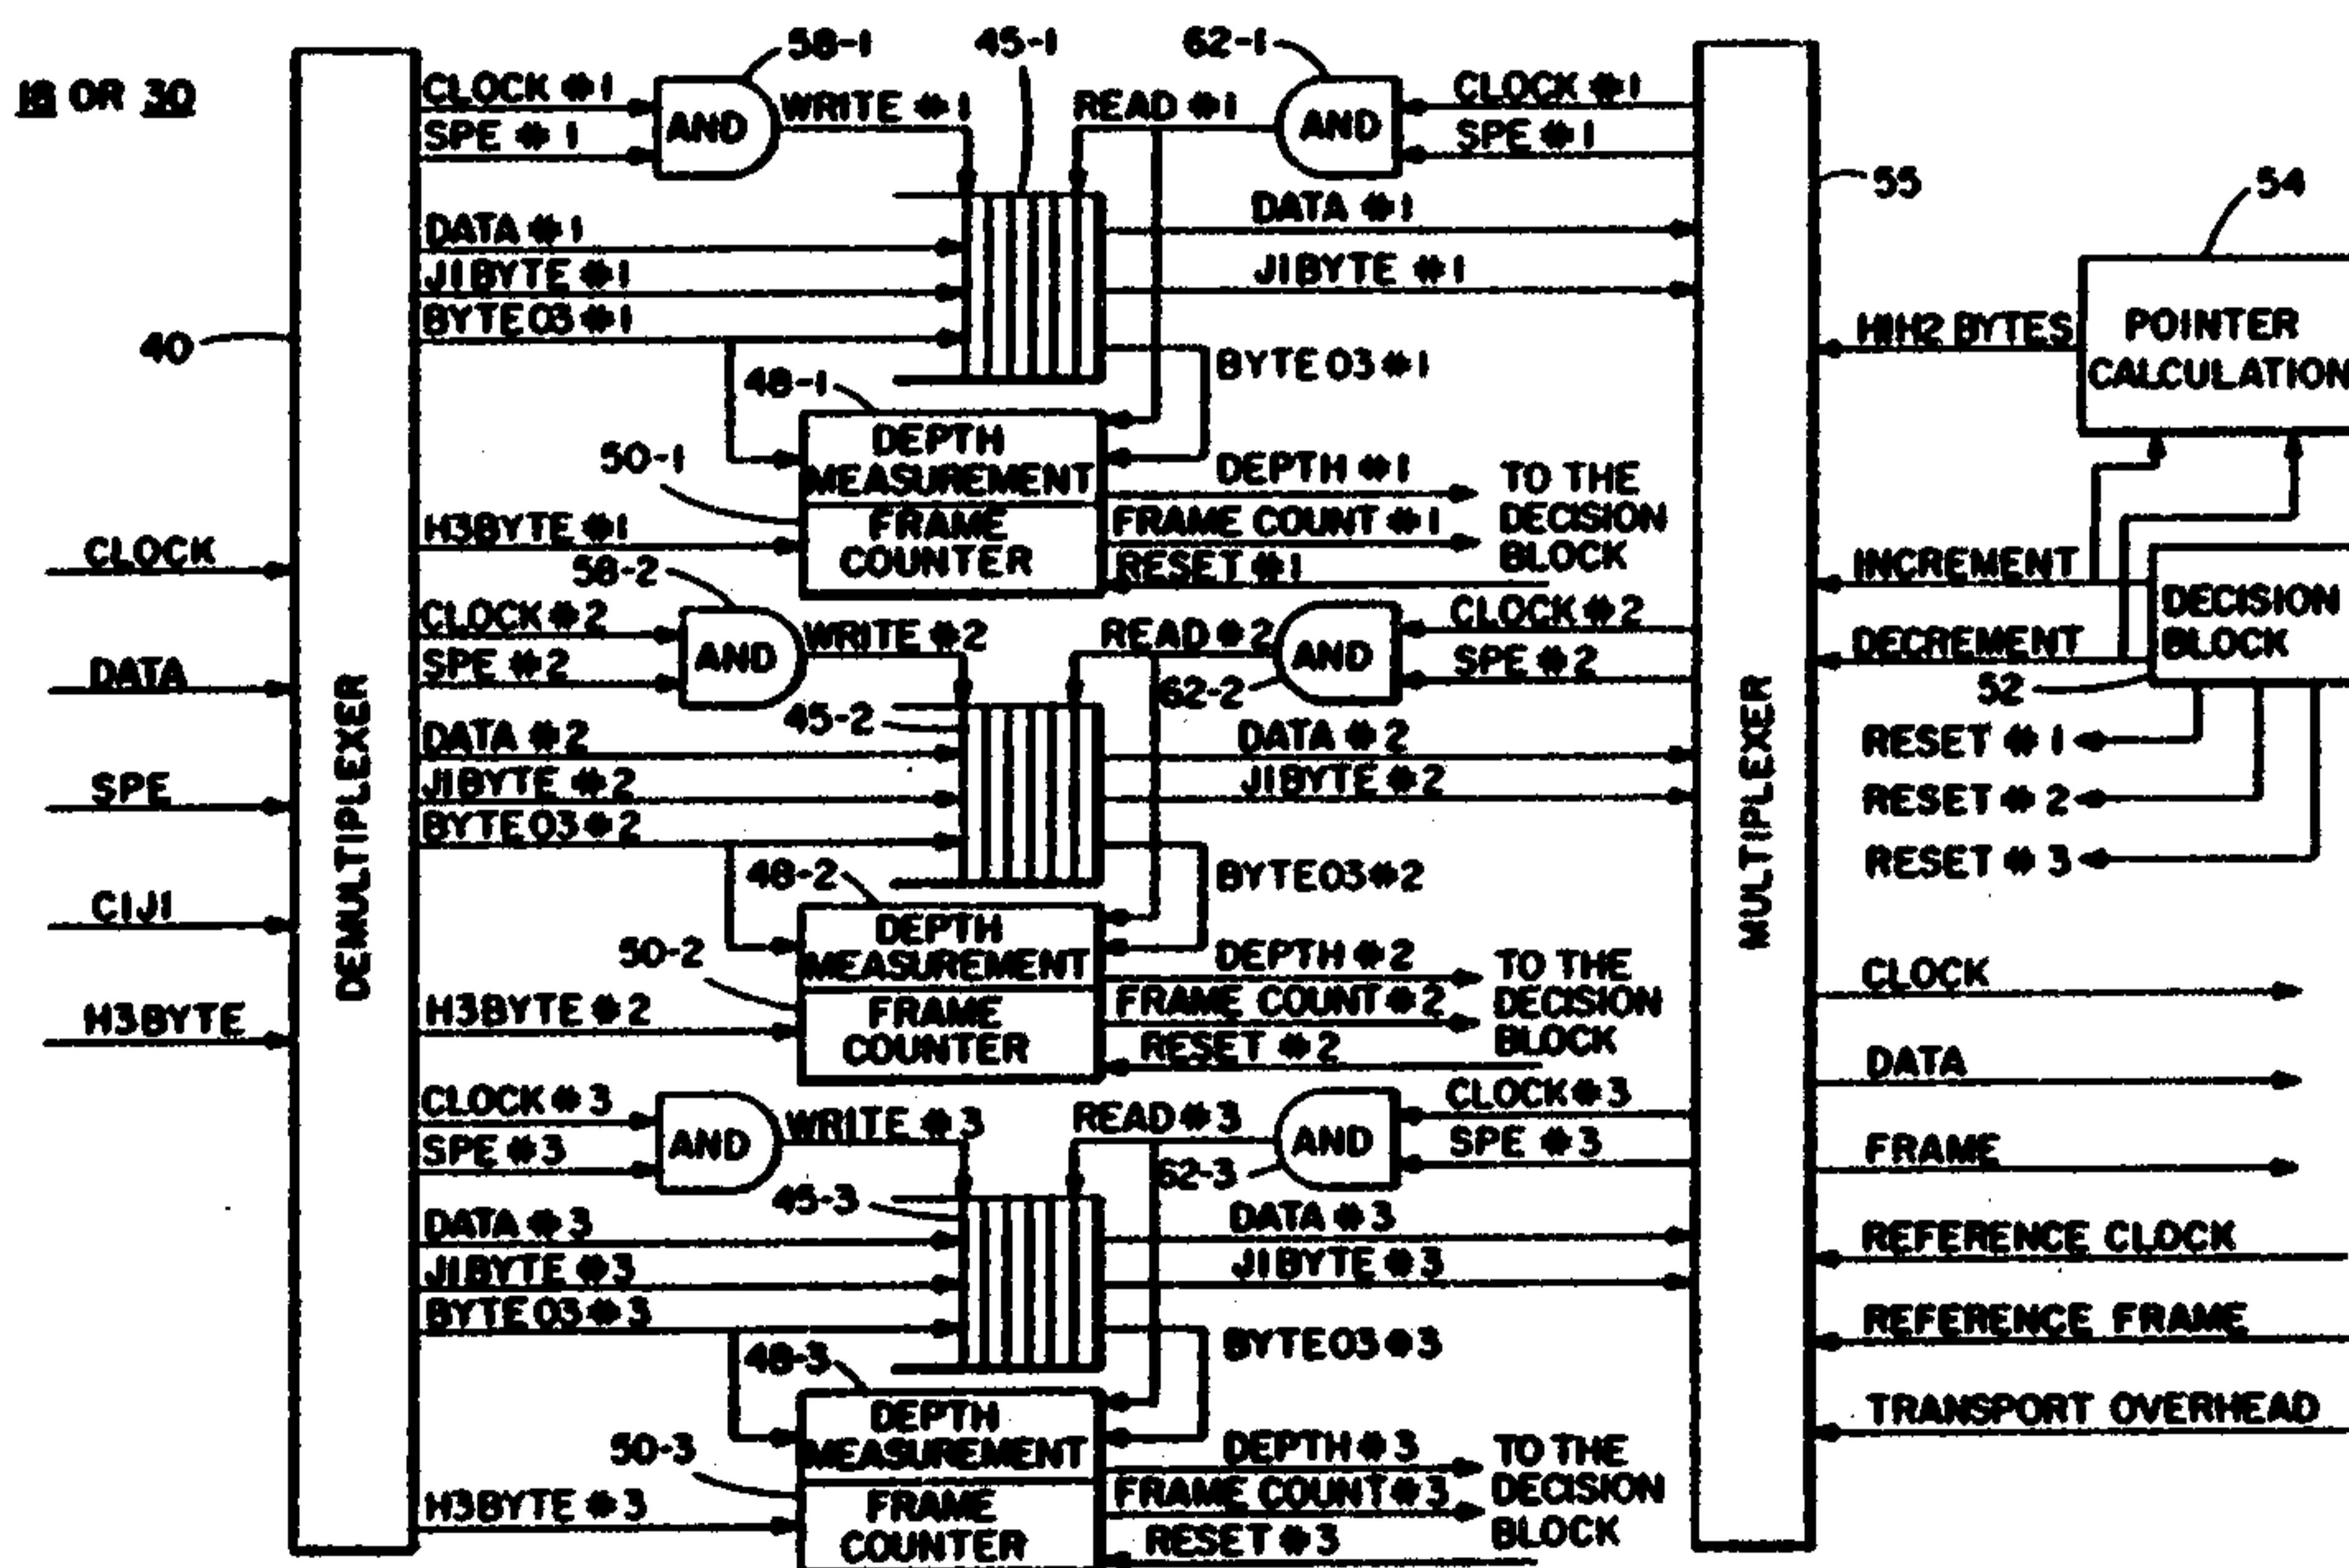 18 OR 30
58-1
45-1
62-1
CLOCK #1
SPE #1
AND
WRITE #1
READ #1
AND
CLOCK #1
SPE #1
55
54
DATA #1
J1BYTE #1
BYTE03#1
DATA #1
J1BYTE #1
BYTE03#1
40
48-1
DEPTH
MEASUREMENT
50-1
FRAME
COUNTER
H3BYTE #1
DEPTH #1
FRAME COUNT #1
RESET #1
TO THE
DECISION
BLOCK
H1H2 BYTES
POINTER
CALCULATION
CLOCK
DATA
SPE
C1J1
H3BYTE
DEMULTIPLEXER
58-2
CLOCK #2
SPE #2
AND
WRITE #2
READ #2
AND
62-2
CLOCK #2
SPE #2
45-2
DATA #2
J1BYTE #2
BYTE03#2
DATA #2
J1BYTE #2
BYTE03#2
48-2
DEPTH
MEASUREMENT
50-2
FRAME
COUNTER
H3BYTE #2
DEPTH #2
FRAME COUNT #2
RESET #2
TO THE
DECISION
BLOCK
MULTIPLEXER
INCREMENT
DECREMENT
DECISION
BLOCK
52
RESET #1
RESET #2
RESET #3
CLOCK
DATA
FRAME
REFERENCE CLOCK
REFERENCE FRAME
TRANSPORT OVERHEAD
CLOCK #3
SPE #3
AND
WRITE #3
READ #3
AND
62-3
CLOCK #3
SPE #3
45-3
DATA #3
J1BYTE #3
BYTE03#3
DATA #3
J1BYTE #3
BYTE03#3
48-3
DEPTH
MEASUREMENT
50-3
FRAME
COUNTER
H3BYTE #3
DEPTH #3
FRAME COUNT #3
RESET #3
TO THE
DECISION
BLOCK